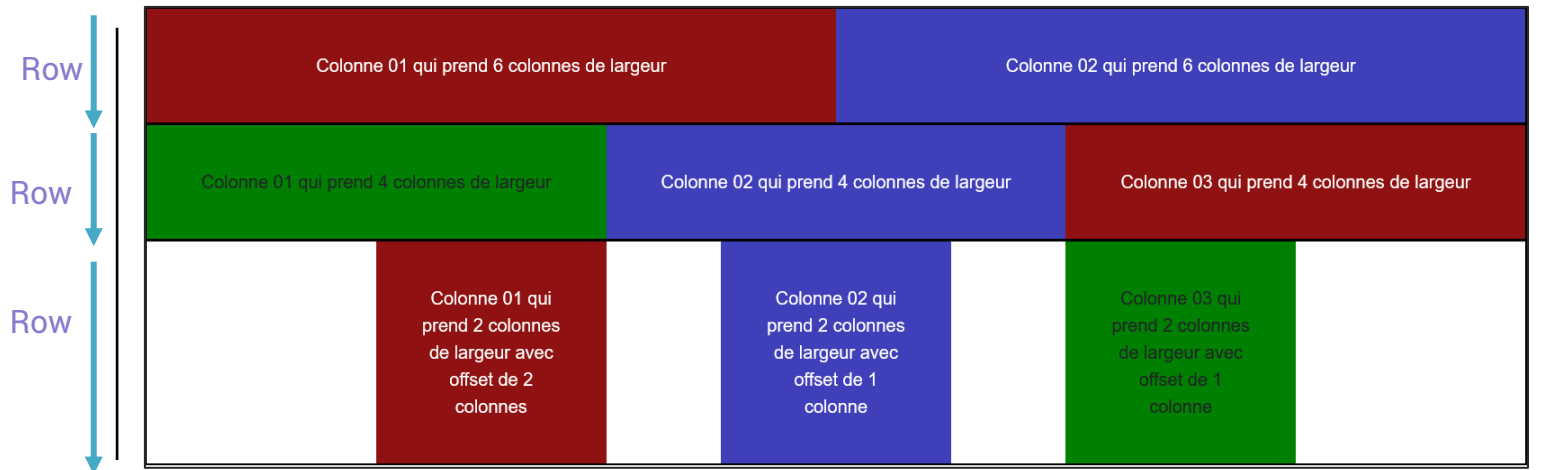 Row
Colonne 01 qui prend 6 colonnes de largeur
Colonne 02 qui prend 6 colonnes de largeur
Row
Colonne 01 qui prend 4 colonnes de largeur
Colonne 02 qui prend 4 colonnes de largeur
Colonne 03 qui prend 4 colonnes de largeur
Row
Colonne 01 qui
prend 2 colonnes
de largeur avec
offset de 2
colonnes
Colonne 02 qui
prend 2 colonnes
de largeur avec
offset de 1
colonne
Colonne 03 qui
prend 2 colonnes
de largeur avec
offset de 1
colonne